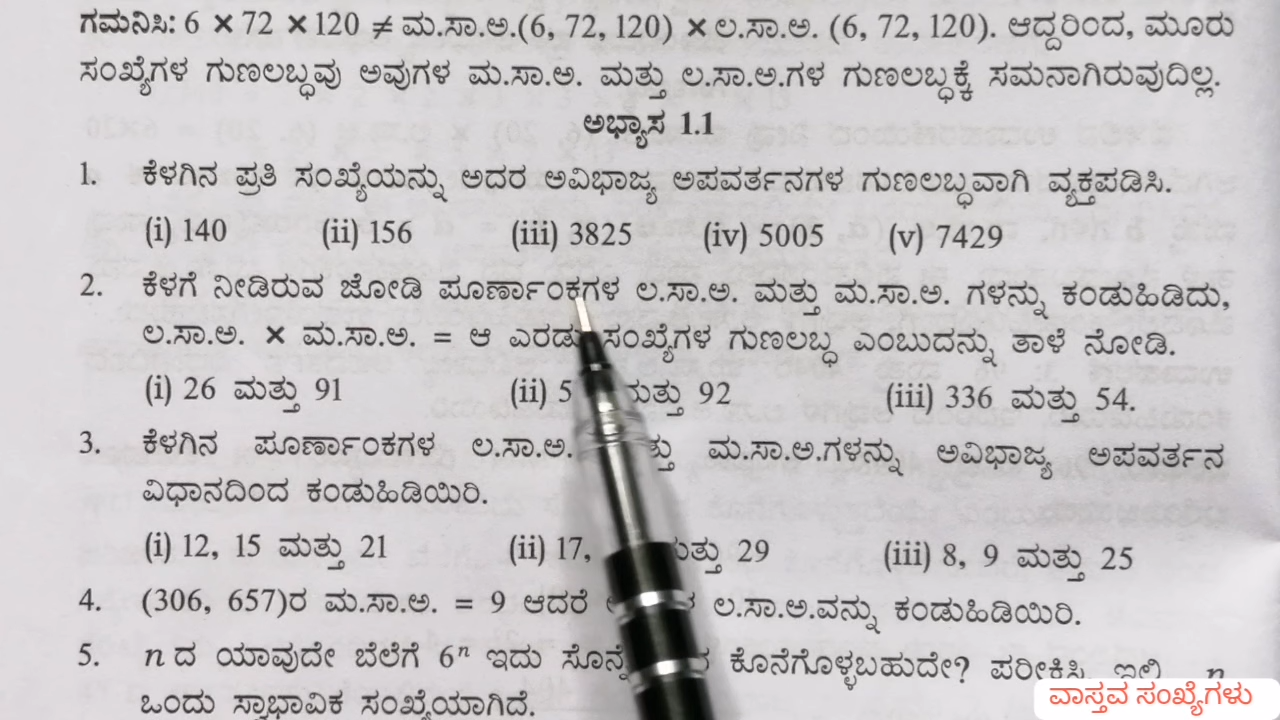 ಗಮನಿಸಿ: 6 × 72 × 120 ≠ ಮ.ಸಾ.ಅ.(6, 72, 120) × ಲ.ಸಾ.ಅ. (6, 72, 120). ಆದ್ದರಿಂದ, ಮೂರು
ಸಂಖ್ಯೆಗಳ ಗುಣಲಬ್ಧವು ಅವುಗಳ ಮ.ಸಾ.ಅ. ಮತ್ತು ಲ.ಸಾ.ಅ.ಗಳ ಗುಣಲಬ್ಧಕ್ಕೆ ಸಮನಾಗಿರುವುದಿಲ್ಲ.
ಅಭ್ಯಾಸ 1.1
1. ಕೆಳಗಿನ ಪ್ರತಿ ಸಂಖ್ಯೆಯನ್ನು ಅದರ ಅವಿಭಾಜ್ಯ ಅಪವರ್ತನಗಳ ಗುಣಲಬ್ಧವಾಗಿ ವ್ಯಕ್ತಪಡಿಸಿ.
(i) 140 (ii) 156 (iii) 3825 (iv) 5005 (v) 7429
2. ಕೆಳಗೆ ನೀಡಿರುವ ಜೋಡಿ ಪೂರ್ಣಾಂಕಗಳ ಲ.ಸಾ.ಅ. ಮತ್ತು ಮ.ಸಾ.ಅ. ಗಳನ್ನು ಕಂಡುಹಿಡಿದು,
ಲ.ಸಾ.ಅ. × ಮ.ಸಾ.ಅ. = ಆ ಎರಡು ಸಂಖ್ಯೆಗಳ ಗುಣಲಬ್ಧ ಎಂಬುದನ್ನು ತಾಳೆ ನೋಡಿ.
(i) 26 ಮತ್ತು 91 (ii) 5 ಮತ್ತು 92 (iii) 336 ಮತ್ತು 54.
3. ಕೆಳಗಿನ ಪೂರ್ಣಾಂಕಗಳ ಲ.ಸಾ.ಅ. ಮ.ಸಾ.ಅ.ಗಳನ್ನು ಅವಿಭಾಜ್ಯ ಅಪವರ್ತನ
ವಿಧಾನದಿಂದ ಕಂಡುಹಿಡಿಯಿರಿ.
(i) 12, 15 ಮತ್ತು 21 (ii) 17, ಮತ್ತು 29 (iii) 8, 9 ಮತ್ತು 25
4. (306, 657)ರ ಮ.ಸಾ.ಅ. = 9 ಆದರೆ ಲ.ಸಾ.ಅ.ವನ್ನು ಕಂಡುಹಿಡಿಯಿರಿ.
5. n ದ ಯಾವುದೇ ಬೆಲೆಗೆ 6ⁿ ಇದು ಕೊನೆಗೊಳ್ಳಬಹುದೇ? ಪರೀಕ್ಷಿಸಿ. ಇಲ್ಲಿ n
ಒಂದು ಸ್ವಾಭಾವಿಕ ಸಂಖ್ಯೆಯಾಗಿದೆ.
ವಾಸ್ತವ ಸಂಖ್ಯೆಗಳು